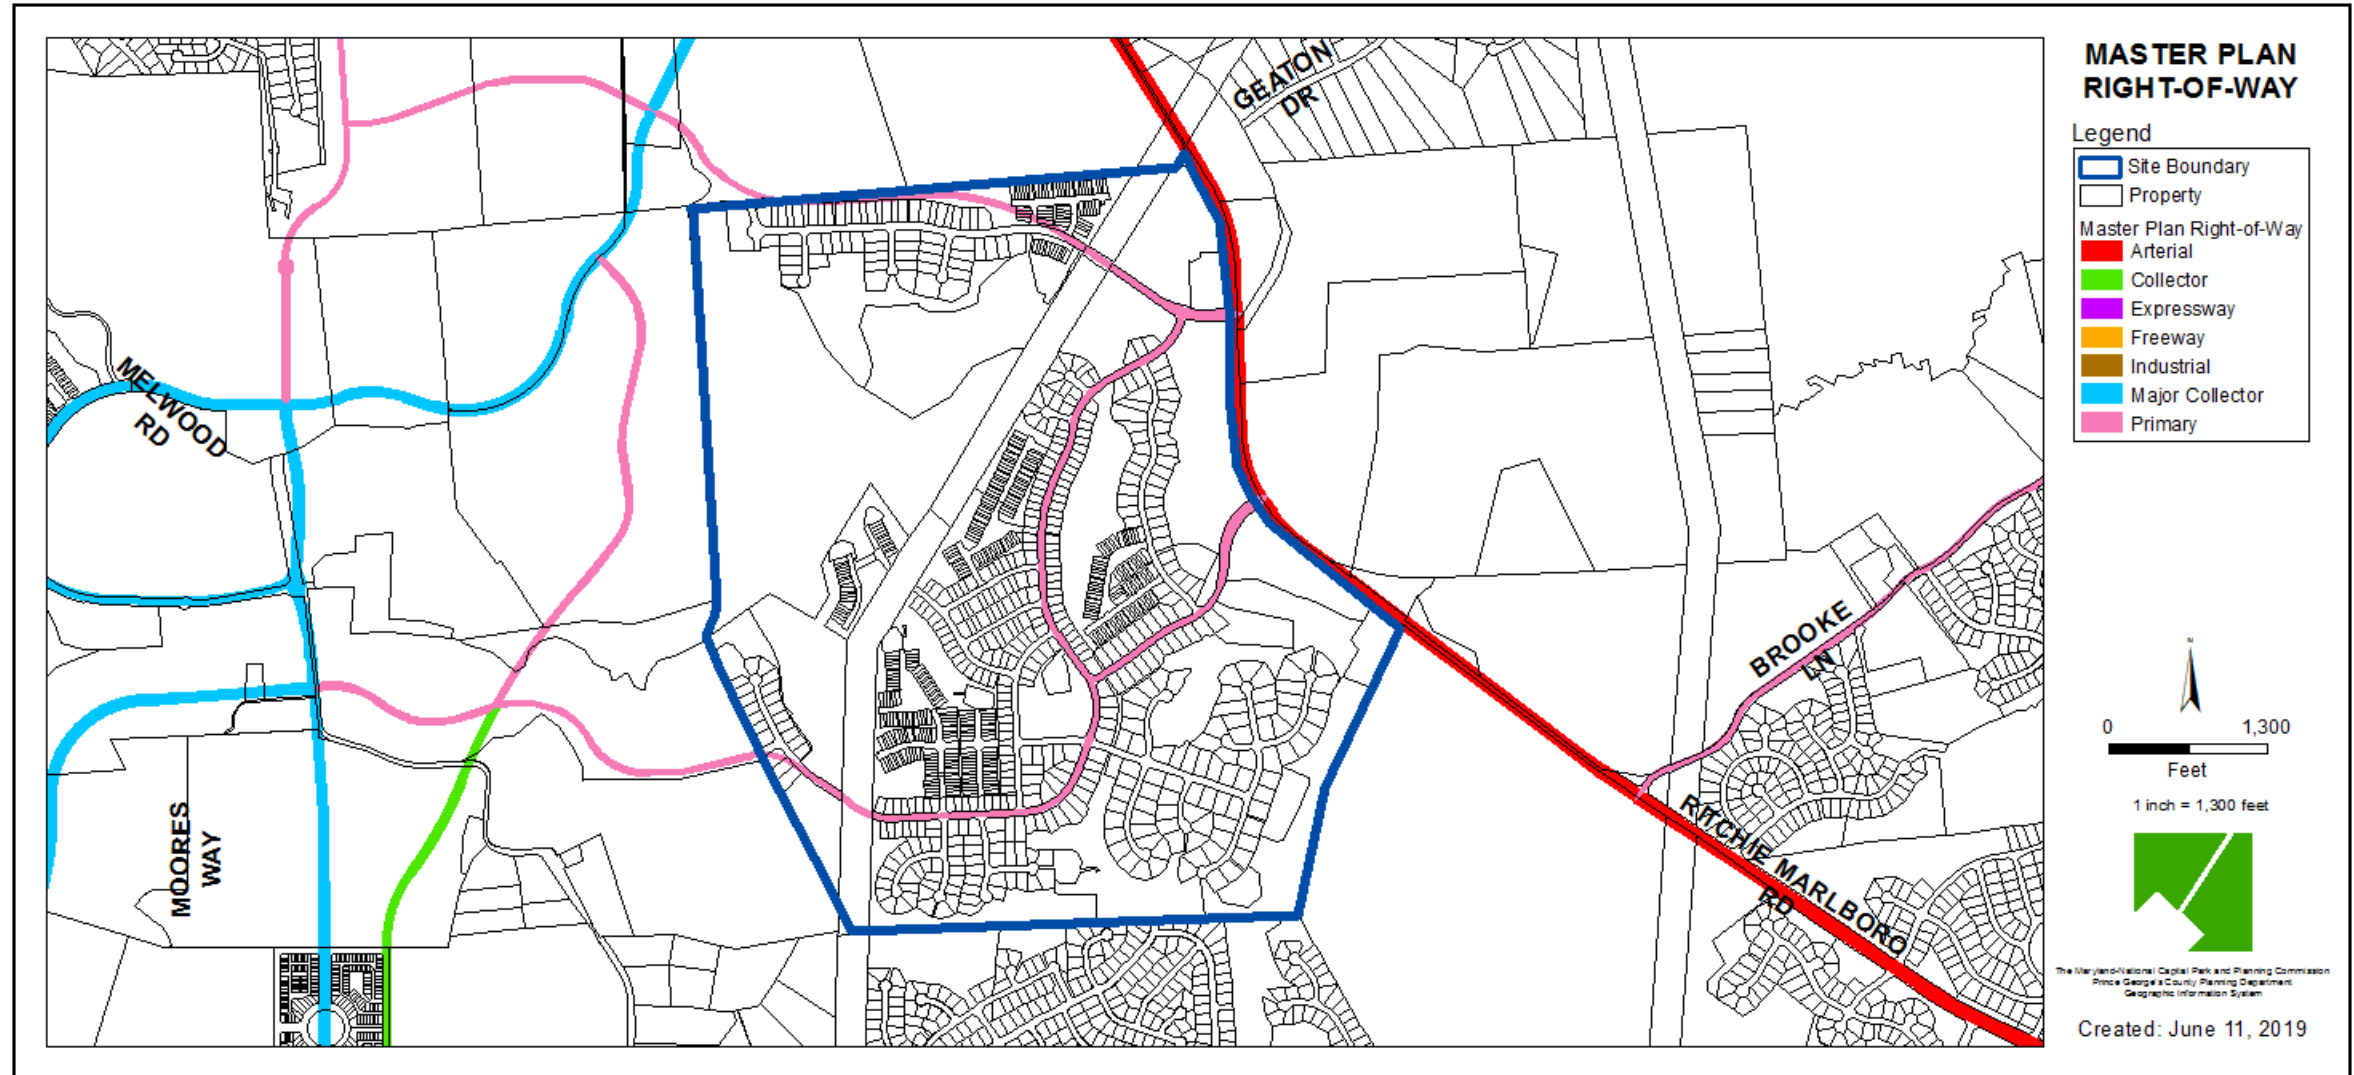 GEATON
DR
MELWOOD
RD
MOORES
WAY
BROOKE
LN
RITCHIE MARLBORO
RD
MASTER PLAN
RIGHT-OF-WAY
Legend
Site Boundary
Property
Master Plan Right-of-Way
Arterial
Collector
Expressway
Freeway
Industrial
Major Collector
Primary
N
0 1,300
Feet
1 inch = 1,300 feet
The Maryland-National Capital Park and Planning Commission
Prince George's County Planning Department
Geographic Information System
Created: June 11, 2019